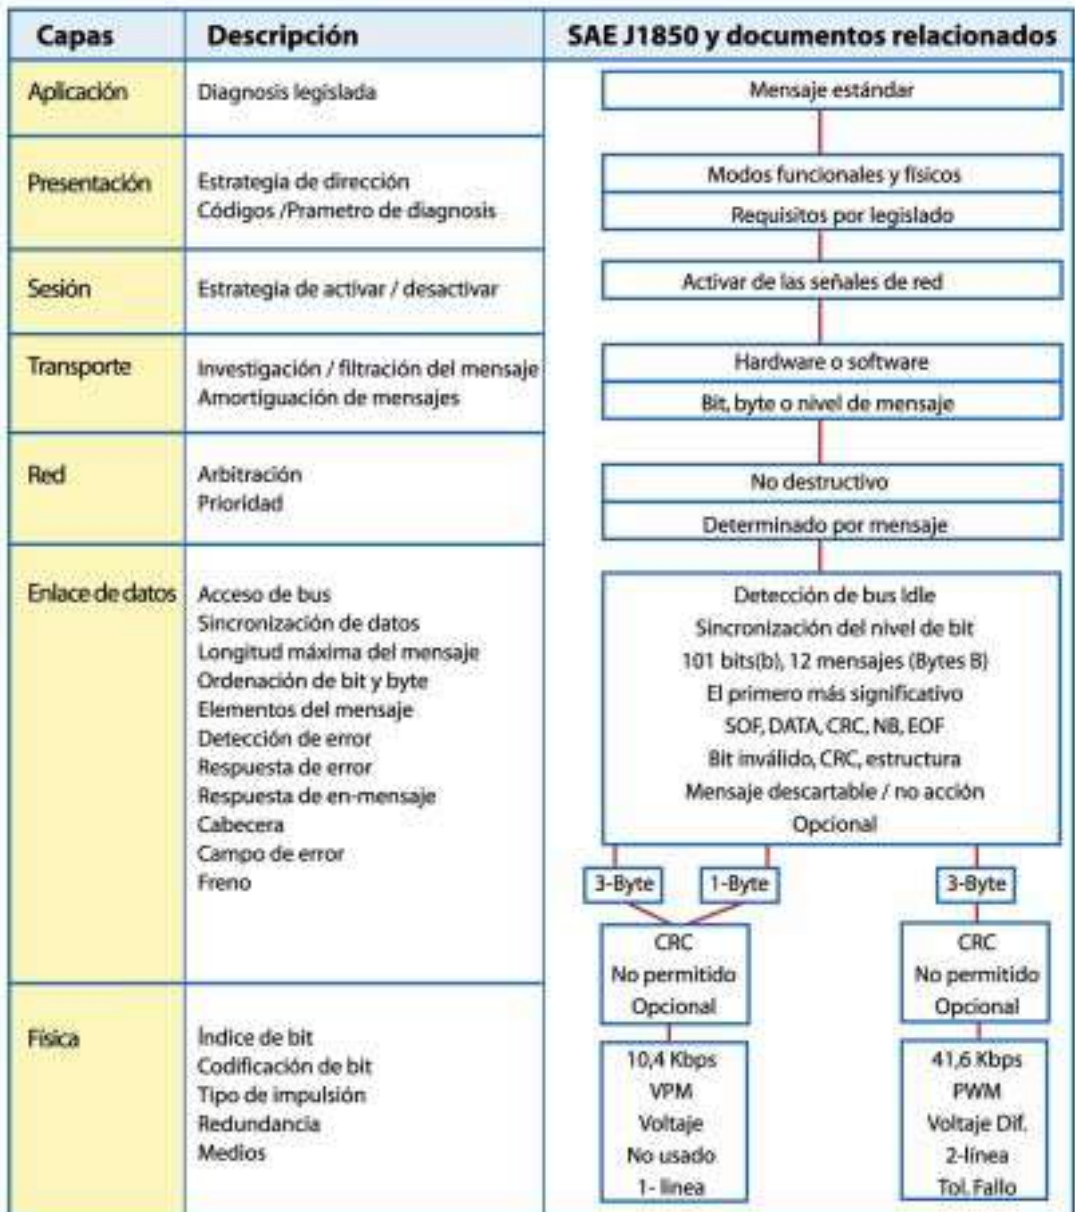 Capas
Descripción
SAE J1850 y documentos relacionados
Aplicación
Diagnosis legislada
Mensaje estándar
Presentación
Estrategia de dirección
Códigos /Prametro de diagnosis
Modos funcionales y físicos
Requisitos por legislado
Sesión
Estrategia de activar / desactivar
Activar de las señales de red
Transporte
Investigación / filtración del mensaje
Amortiguación de mensajes
Hardware o software
Bit, byte o nivel de mensaje
Red
Arbitración
Prioridad
No destructivo
Determinado por mensaje
Enlace de datos
Acceso de bus
Sincronización de datos
Longitud máxima del mensaje
Ordenación de bit y byte
Elementos del mensaje
Detección de error
Respuesta de error
Respuesta de en-mensaje
Cabecera
Campo de error
Freno
Detección de bus Idle
Sincronización del nivel de bit
101 bits(b), 12 mensajes (Bytes B)
El primero más significativo
SOF, DATA, CRC, NB, EOF
Bit inválido, CRC, estructura
Mensaje descartable / no acción
Opcional
3-Byte
1-Byte
3-Byte
CRC
No permitido
Opcional
CRC
No permitido
Opcional
Física
Índice de bit
Codificación de bit
Tipo de impulsión
Redundancia
Medios
10,4 Kbps
VPM
Voltaje
No usado
1- linea
41,6 Kbps
PWM
Voltaje Dif.
2-línea
Tol. Fallo